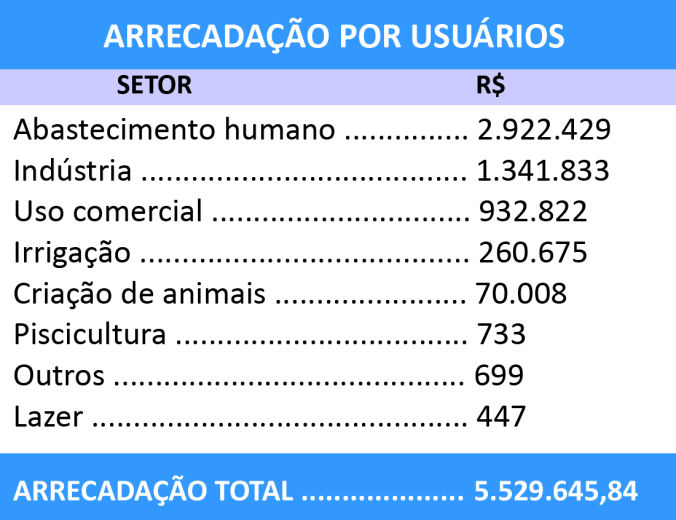 ARRECADAÇÃO POR USUÁRIOS
SETOR R$
Abastecimento humano ............... 2.922.429
Indústria ...................................... 1.341.833
Uso comercial .............................. 932.822
Irrigação ...................................... 260.675
Criação de animais ...................... 70.008
Piscicultura .................................. 733
Outros ......................................... 699
Lazer ............................................ 447
ARRECADAÇÃO TOTAL .................... 5.529.645,84